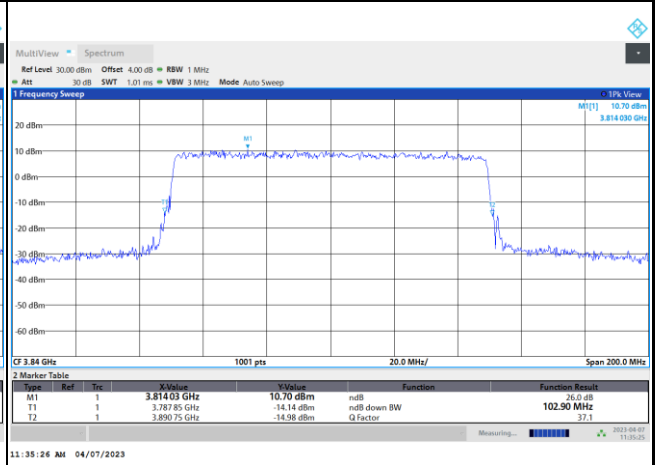 MultiView Spectrum
Ref Level 30.00 dBm Offset 4.00 dB RBW 1 MHz
Att 30 dB SWT 1.01 ms VBW 3 MHz Mode Auto Sweep
1 Frequency Sweep 1Pk View
M1[1] 10.70 dBm
3.814 030 GHz
20 dBm
M1
10 dBm
0 dBm
T1
-10 dBm
T2
-20 dBm
-30 dBm
-40 dBm
-50 dBm
-60 dBm
CF 3.84 GHz 1001 pts 20.0 MHz/ Span 200.0 MHz
2 Marker Table
Type Ref Trc X-Value Y-Value Function Function Result
M1 1 3.814 03 GHz 10.70 dBm ndB 26.0 dB
T1 1 3.787 85 GHz -14.14 dBm ndB down BW 102.90 MHz
T2 1 3.890 75 GHz -14.98 dBm Q Factor 37.1
Measuring... 2023-04-07
11:35:25
11:35:26 AM 04/07/2023